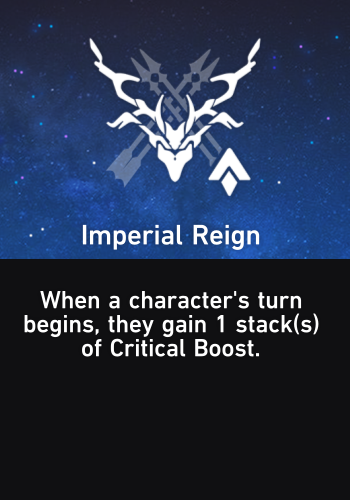 Imperial Reign
When a character's turn
begins, they gain 1 stack(s)
of Critical Boost.